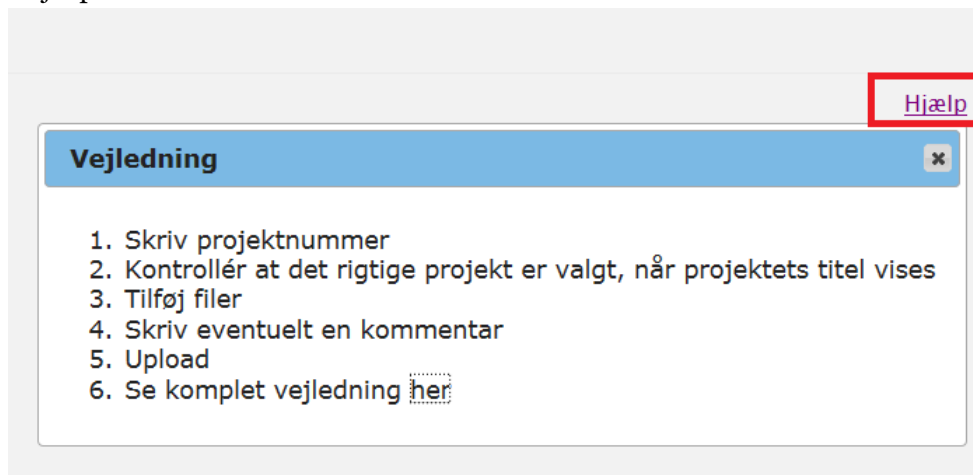 Hjælp
Vejledning
1. Skriv projektnummer
2. Kontrollér at det rigtige projekt er valgt, når projektets titel vises
3. Tilføj filer
4. Skriv eventuelt en kommentar
5. Upload
6. Se komplet vejledning her